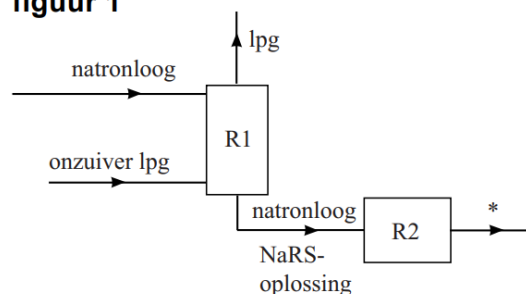 figuur 1
lpg
natronloog
R1
onzuiver lpg
natronloog
R2
*
NaRS-
oplossing